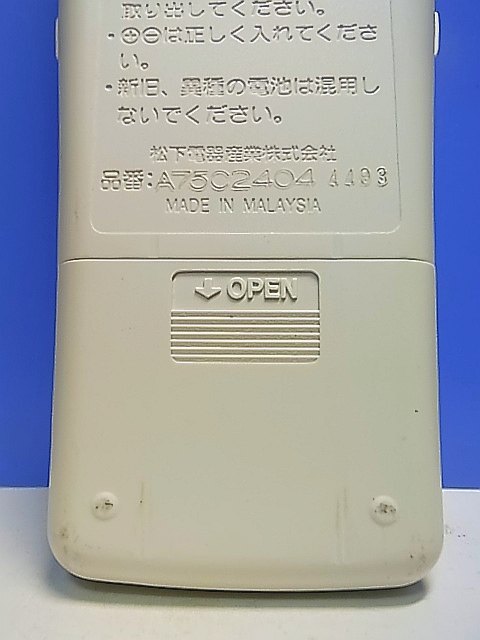 取り出してください。
・⊕⊖は正しく入れてくださ
い。
・新旧、異種の電池は混用し
ないでください。
松下電器産業株式会社
品番:A75C2404 4493
MADE IN MALAYSIA
OPEN